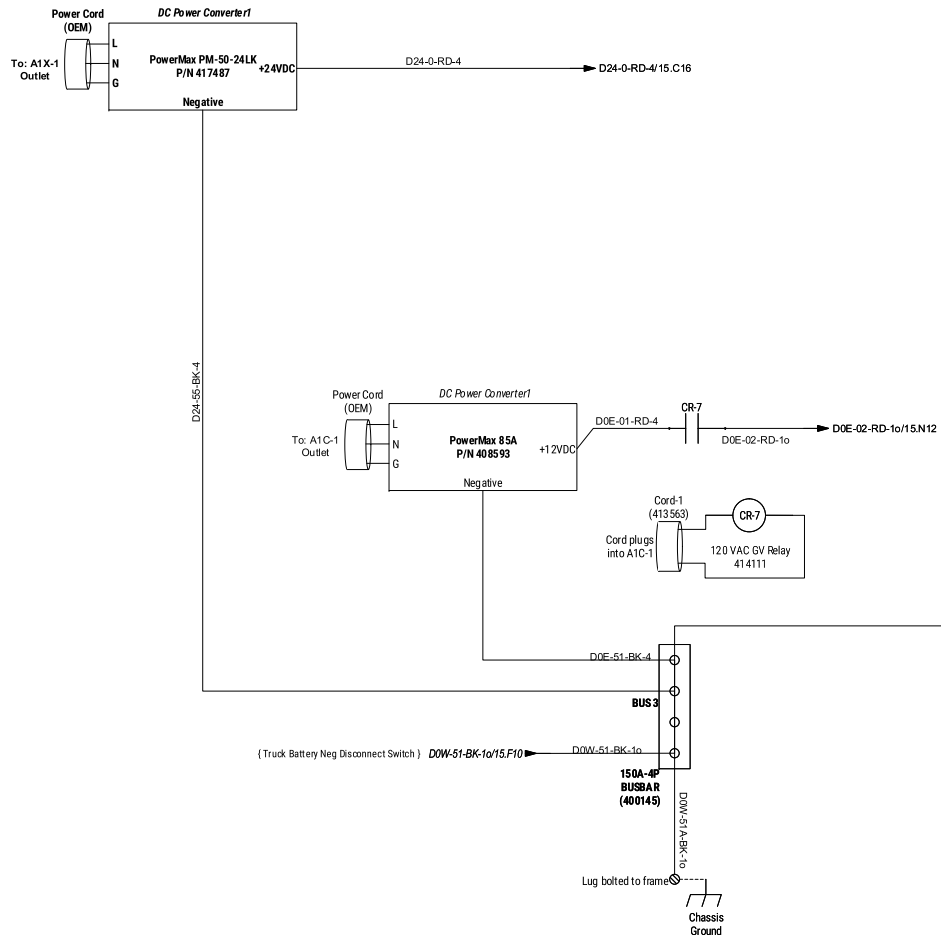 Power Cord
(OEM)
DC Power Converter1
L
N
G
To: A1X-1
Outlet
PowerMax PM-50-24LK
P/N 417487
+24VDC
Negative
D24-0-RD-4
D24-0-RD-4/15.C16
D24-55-BK-4
Power Cord
(OEM)
DC Power Converter1
L
N
G
To: A1C-1
Outlet
PowerMax 85A
P/N 408593
+12VDC
Negative
D0E-01-RD-4
CR-7
D0E-02-RD-1o
D0E-02-RD-1o/15.N12
Cord-1
(413563)
Cord plugs
into A1C-1
CR-7
120 VAC GV Relay
414111
D0E-51-BK-4
BUS3
{ Truck Battery Neg Disconnect Switch } D0W-51-BK-1o/15.F10
D0W-51-BK-1o
150A-4P
BUSBAR
(400145)
D0W-51A-BK-1o
Lug bolted to frame
Chassis
Ground